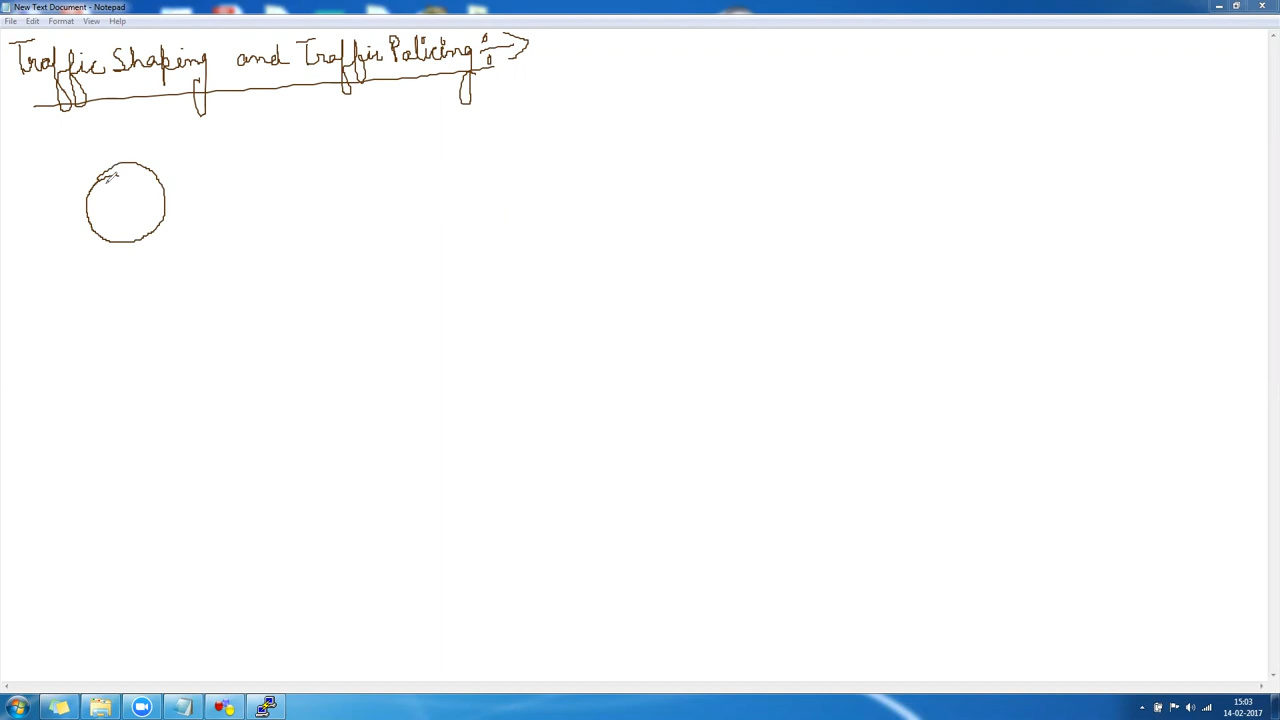 New Text Document - Notepad
File Edit Format View Help
Traffic Shaping and Traffic Policing :->
15:03
14-02-2017